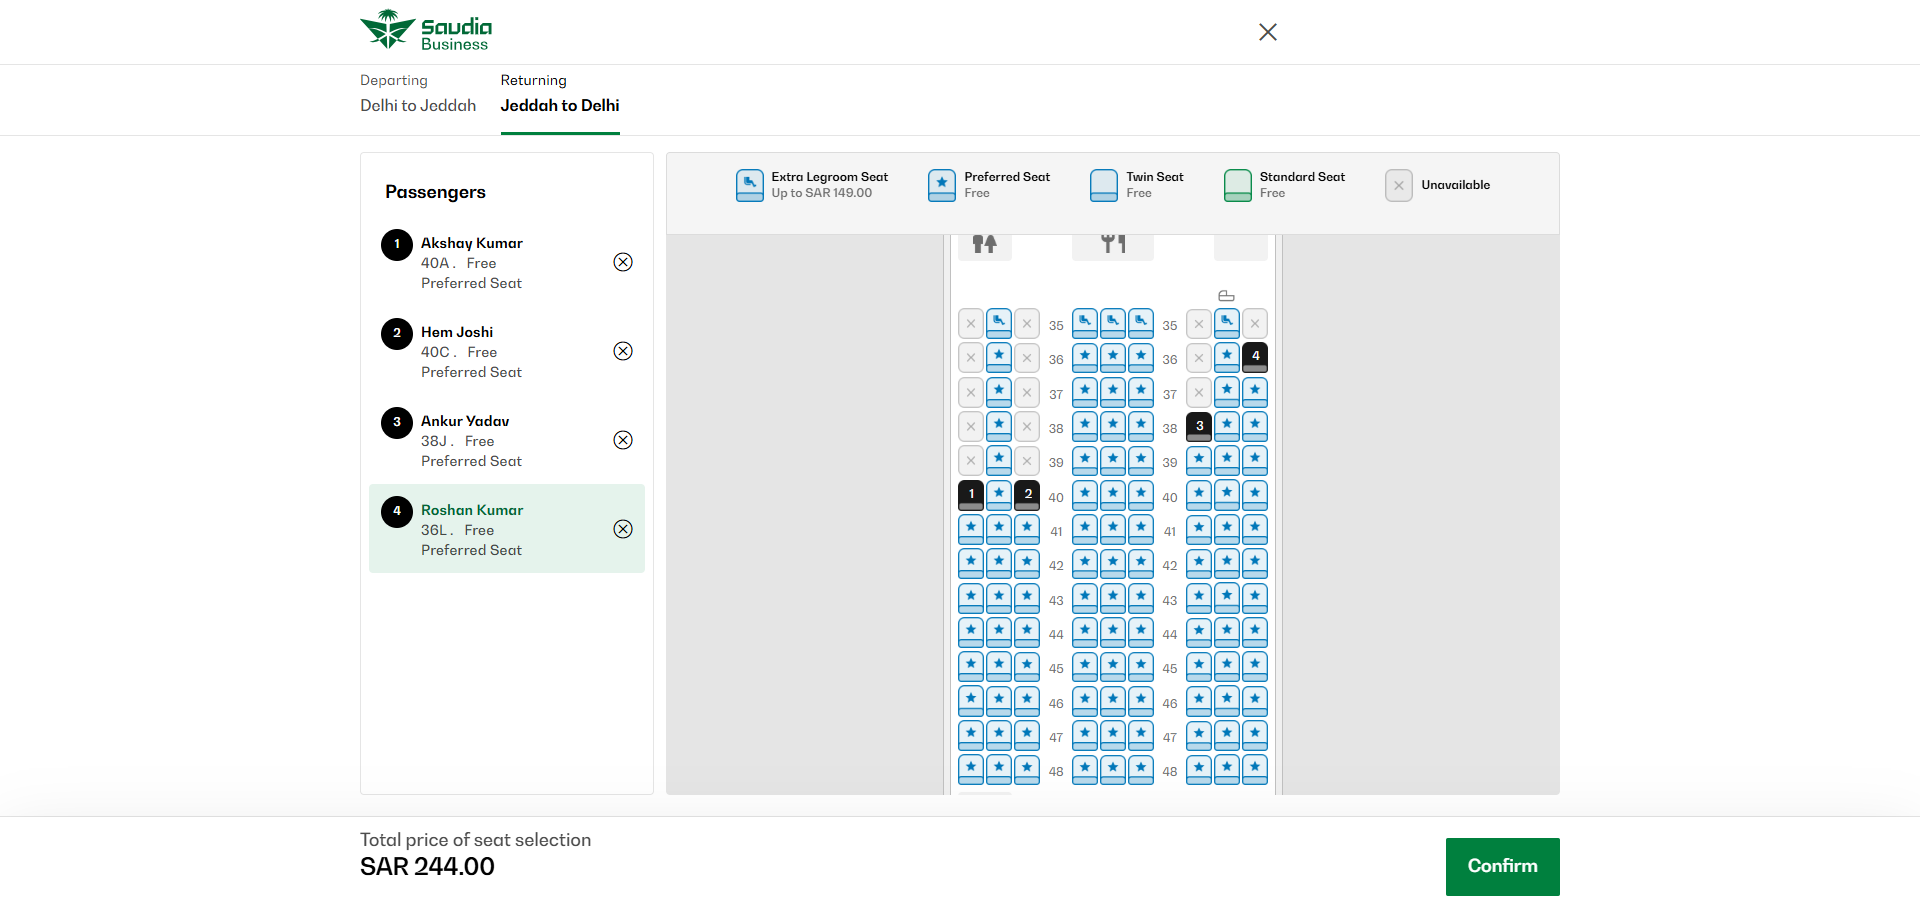 Saudia
Business
Departing
Delhi to Jeddah
Returning
Jeddah to Delhi
Passengers
1
Akshay Kumar
40A . Free
Preferred Seat
2
Hem Joshi
40C . Free
Preferred Seat
3
Ankur Yadav
38J . Free
Preferred Seat
4
Roshan Kumar
36L . Free
Preferred Seat
Extra Legroom Seat
Up to SAR 149.00
Preferred Seat
Free
Twin Seat
Free
Standard Seat
Free
Unavailable
35 35
36 36 4
37 37
38 38 3
39 39
1 2 40 40
41 41
42 42
43 43
44 44
45 45
46 46
47 47
48 48
Total price of seat selection
SAR 244.00
Confirm